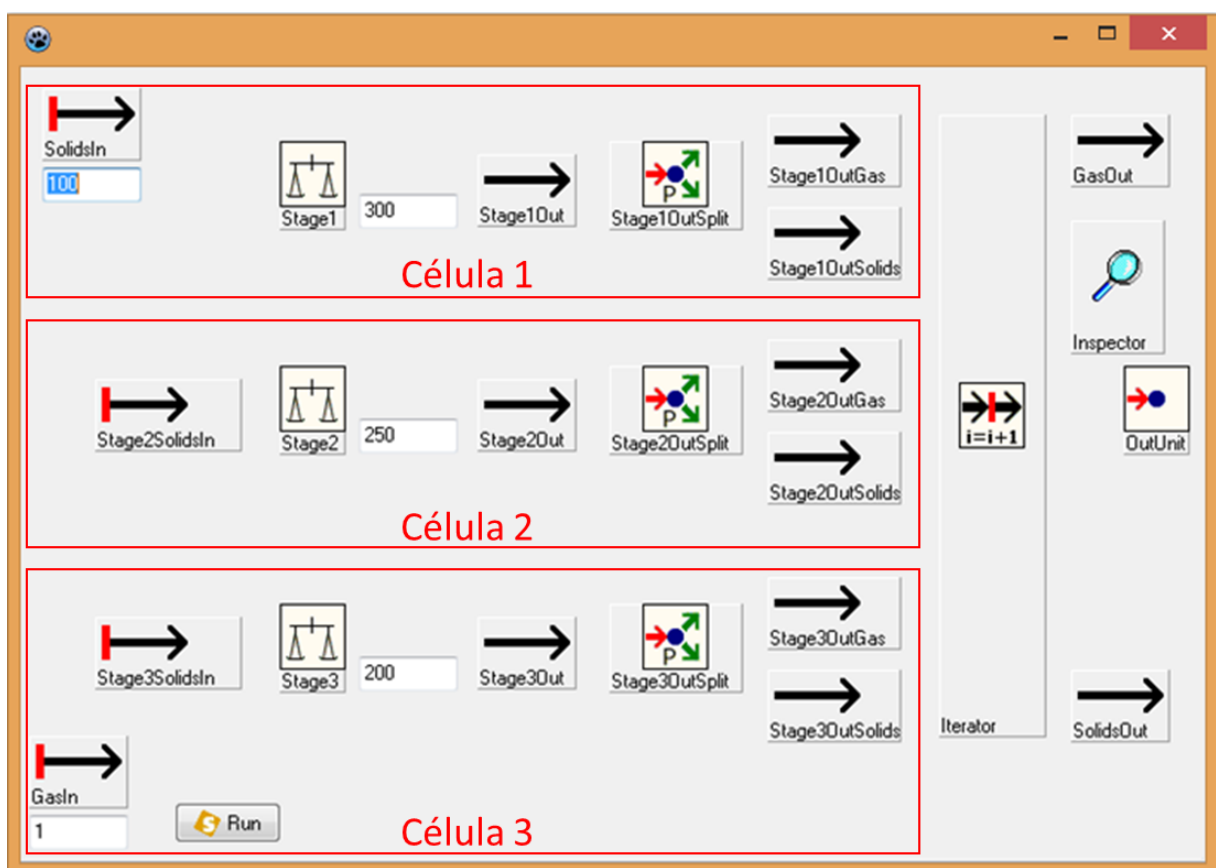 SolidsIn
100
Stage1
300
Stage1Out
P
Stage1OutSplit
Stage1OutGas
Stage1OutSolids
Célula 1
Stage2SolidsIn
Stage2
250
Stage2Out
P
Stage2OutSplit
Stage2OutGas
Stage2OutSolids
Célula 2
Stage3SolidsIn
Stage3
200
Stage3Out
P
Stage3OutSplit
Stage3OutGas
Stage3OutSolids
GasIn
1
S Run
Célula 3
i=i+1
Iterator
GasOut
Inspector
OutUnit
SolidsOut